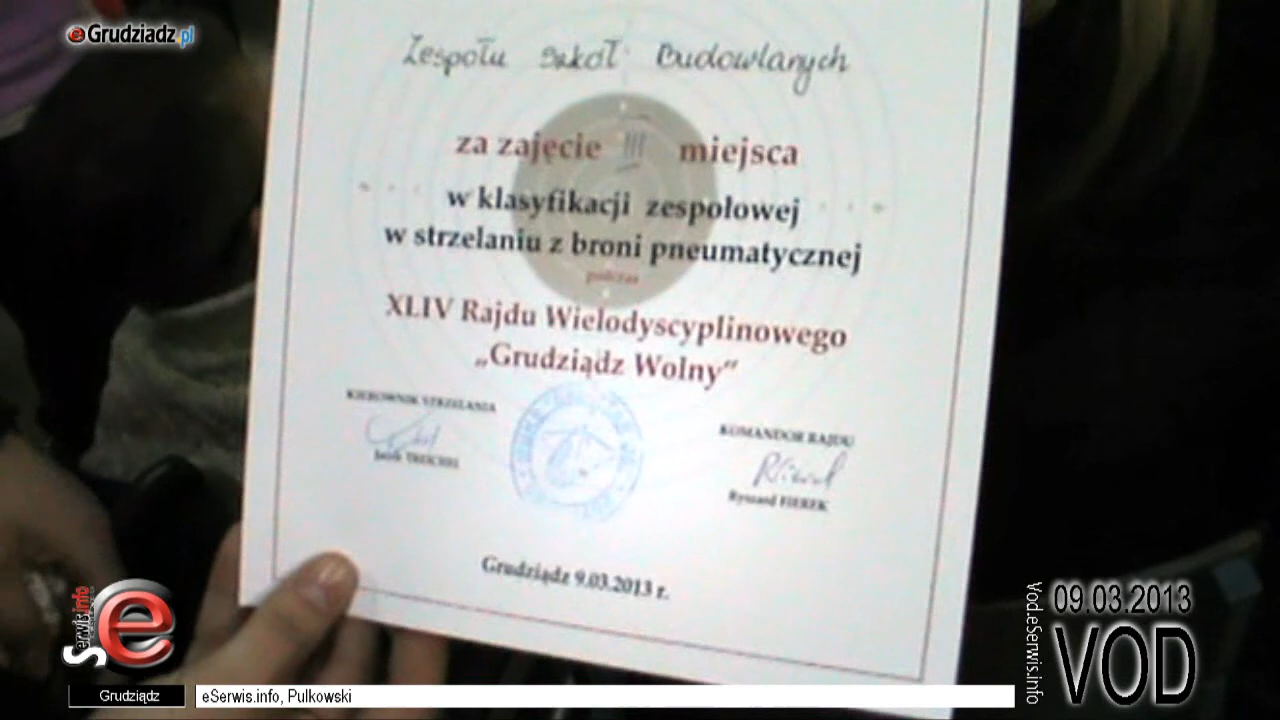 eGrudziadz.pl
Zespołu Szkół Budowlanych
za zajęcie III miejsca
w klasyfikacji zespołowej
w strzelaniu z broni pneumatycznej
podczas
XLIV Rajdu Wielodyscyplinowego
„Grudziądz Wolny”
KIEROWNIK STRZELANIA
KOMANDOR RAJDU
Ryszard FIEREK
Grudziądz 9.03.2013 r.
eSerwis.info
09.03.2013
VOD
Vod.eSerwis.info
Grudziądz
eSerwis.info, Pulkowski